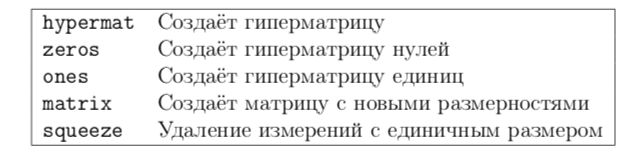 hypermat Создаёт гиперматрицу
zeros Создаёт гиперматрицу нулей
ones Создаёт гиперматрицу единиц
matrix Создаёт матрицу с новыми размерностями
squeeze Удаление измерений с единичным размером